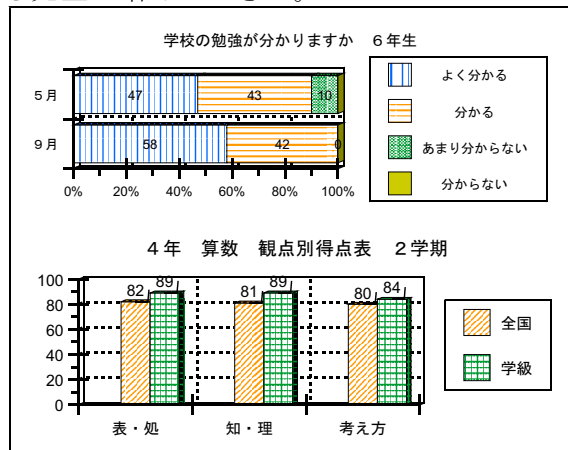 学校の勉強が分かりますか 6年生
5月
47
43
10
9月
58
42
0
0%
20%
40%
60%
80%
100%
よく分かる
分かる
あまり分からない
分からない
4年 算数 観点別得点表 2学期
100
80
60
40
20
0
82
89
81
89
80
84
表・処
知・理
考え方
全国
学級